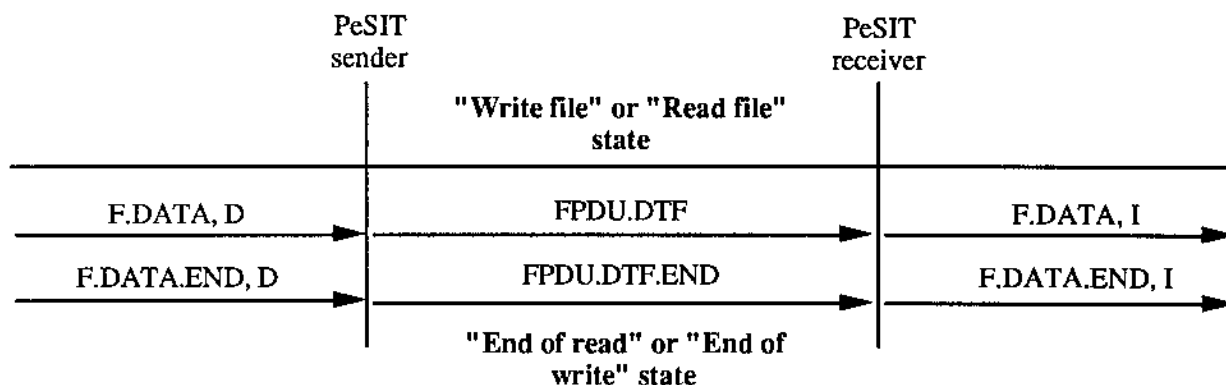 PeSIT
sender
PeSIT
receiver
"Write file" or "Read file"
state
F.DATA, D
FPDU.DTF
F.DATA, I
F.DATA.END, D
FPDU.DTF.END
F.DATA.END, I
"End of read" or "End of
write" state